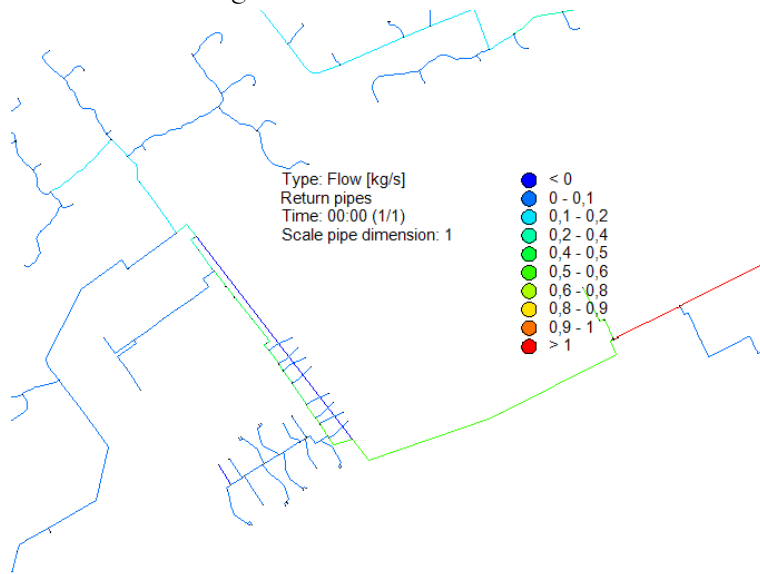 Type: Flow [kg/s]
Return pipes
Time: 00:00 (1/1)
Scale pipe dimension: 1
< 0
0 - 0,1
0,1 - 0,2
0,2 - 0,4
0,4 - 0,5
0,5 - 0,6
0,6 - 0,8
0,8 - 0,9
0,9 - 1
> 1